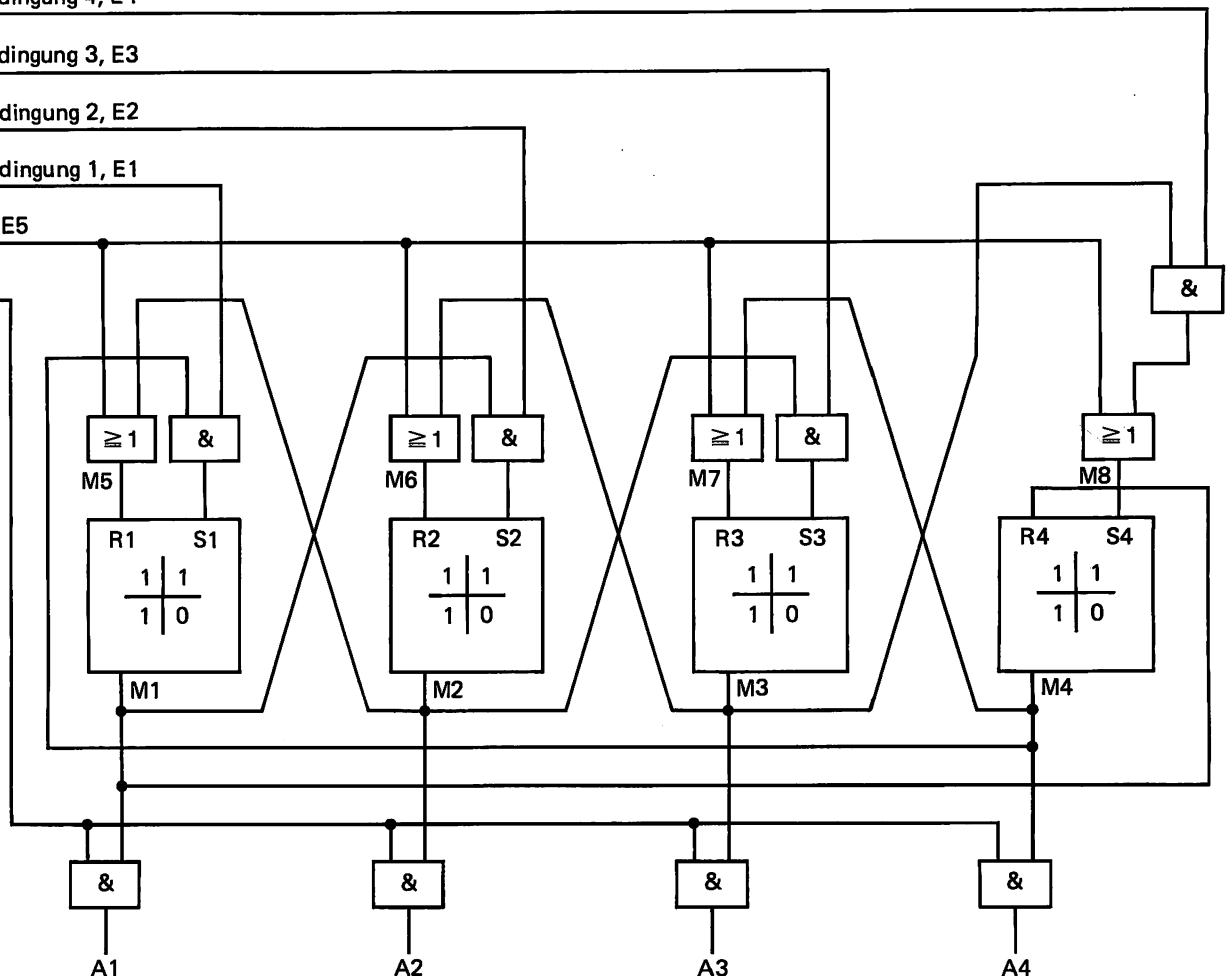 dingung 4, E4
dingung 3, E3
dingung 2, E2
dingung 1, E1
E5
&
≧ 1 & ≧ 1 & ≧ 1 & ≧ 1
M5 M6 M7 M8
R1 S1 R2 S2 R3 S3 R4 S4
1 1 1 1 1 1 1 1
1 0 1 0 1 0 1 0
M1 M2 M3 M4
& & & &
A1 A2 A3 A4